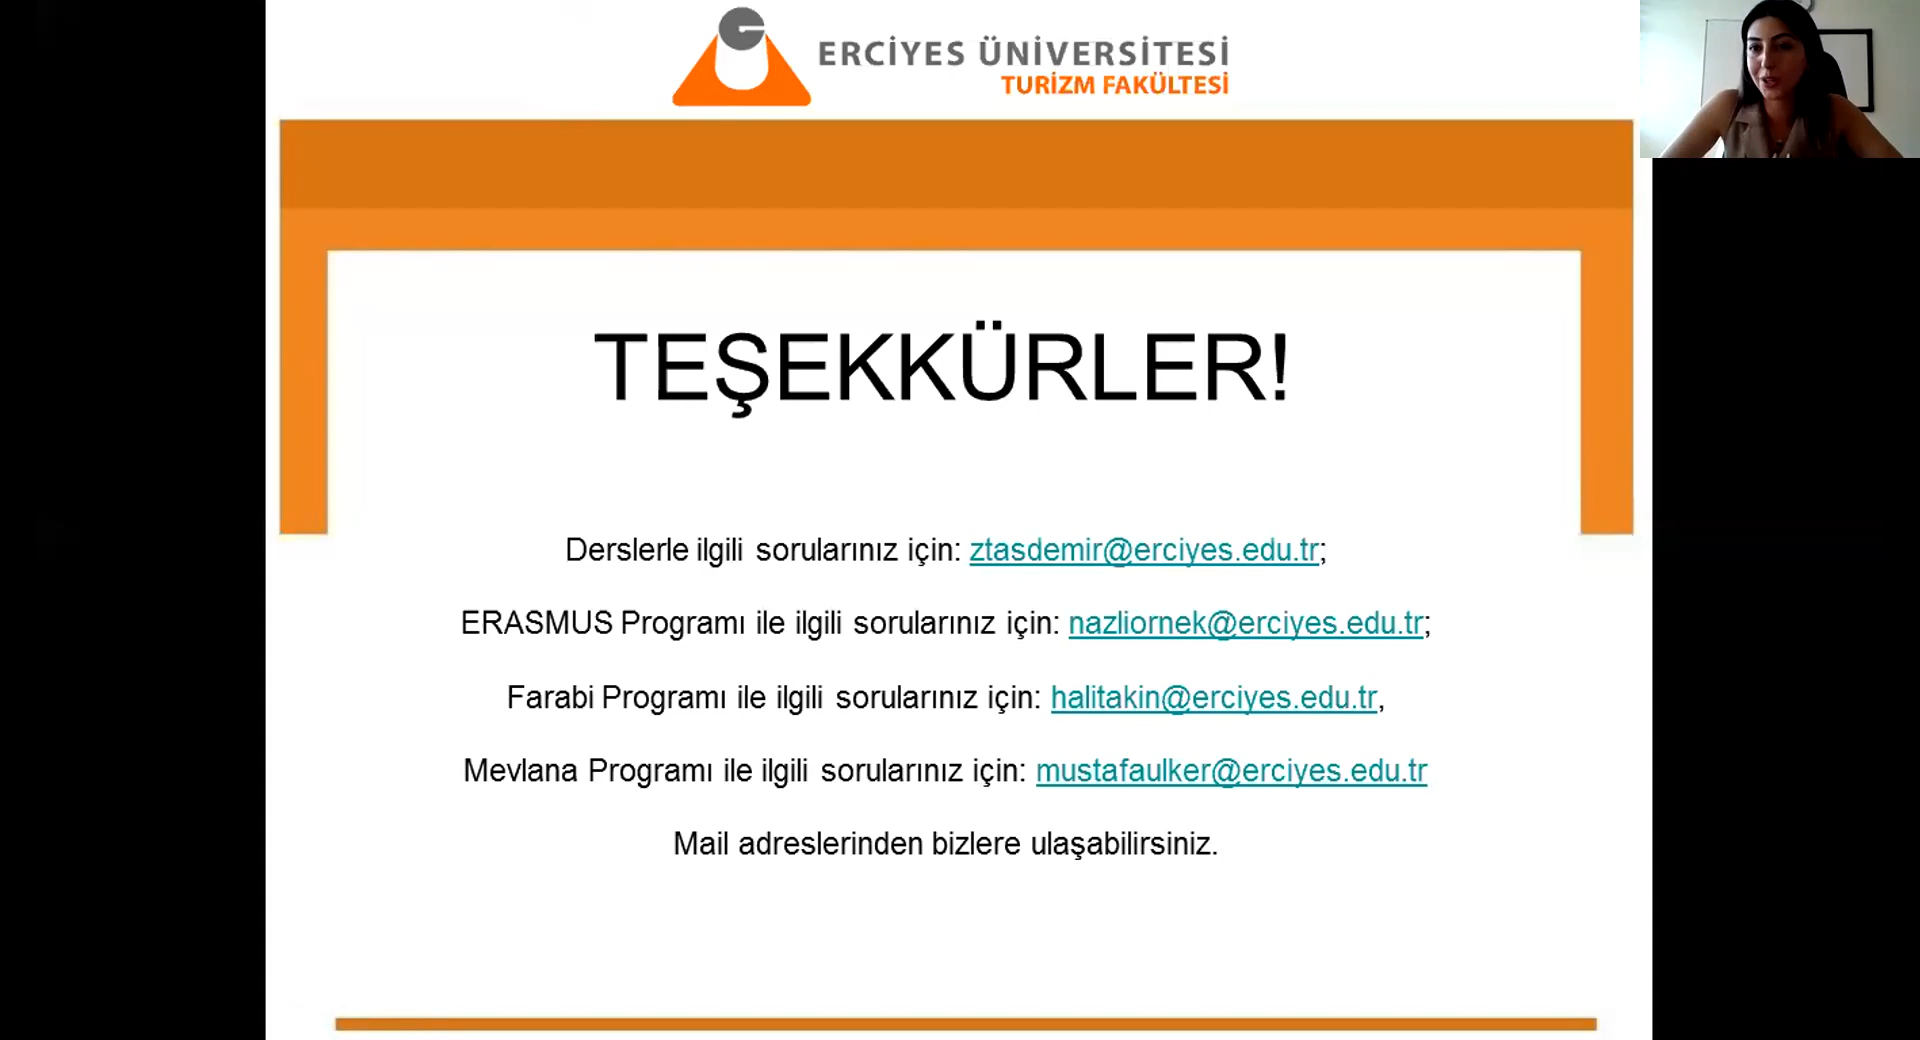 ERCİYES ÜNİVERSİTESİ
TURİZM FAKÜLTESİ
TEŞEKKÜRLER!
Derslerle ilgili sorularınız için: ztasdemir@erciyes.edu.tr;
ERASMUS Programı ile ilgili sorularınız için: nazliornek@erciyes.edu.tr;
Farabi Programı ile ilgili sorularınız için: halitakin@erciyes.edu.tr,
Mevlana Programı ile ilgili sorularınız için: mustafaulker@erciyes.edu.tr
Mail adreslerinden bizlere ulaşabilirsiniz.